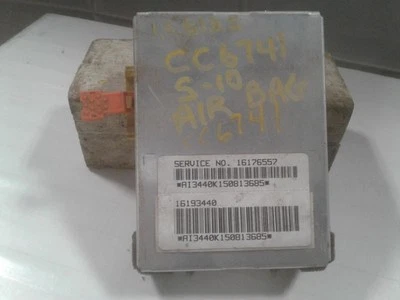 CC6741
S-10
AIR BAG
6741
SERVICE NO. 16176557
*AI3440K150813685*
16193440
*AI3440K150813685*